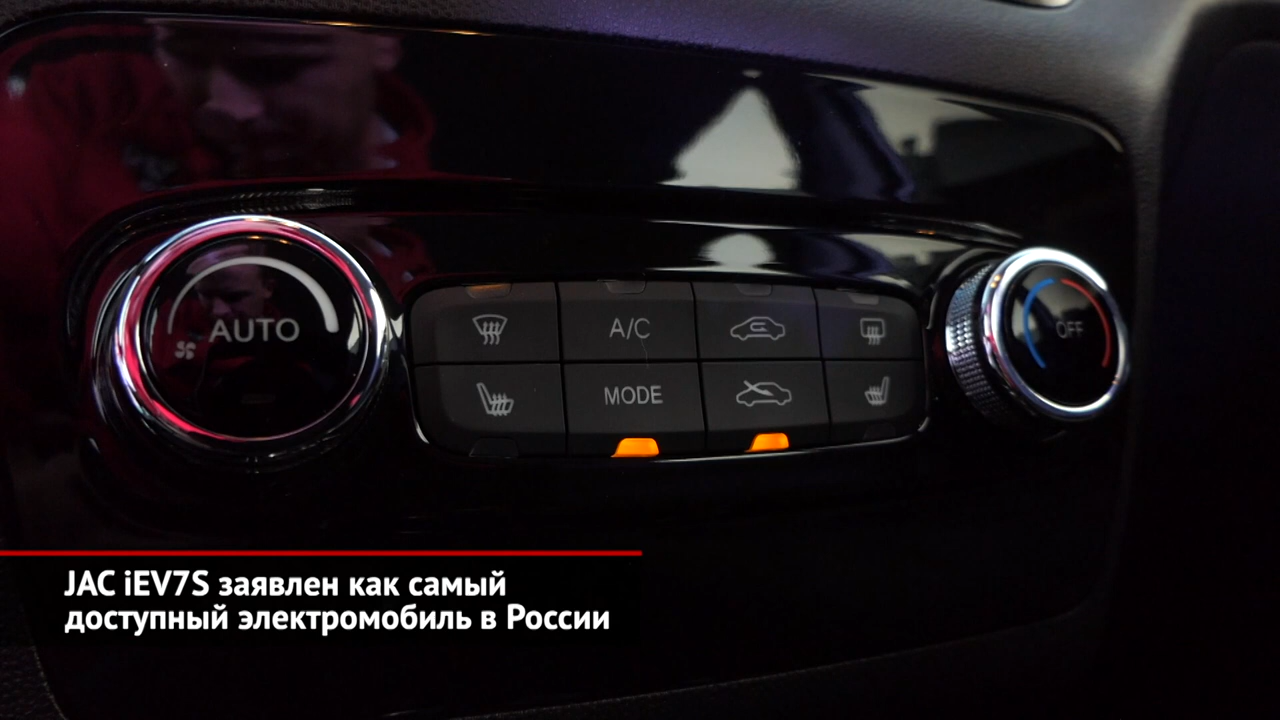 AUTO
A/C
MODE
OFF
JAC iEV7S заявлен как самый
доступный электромобиль в России